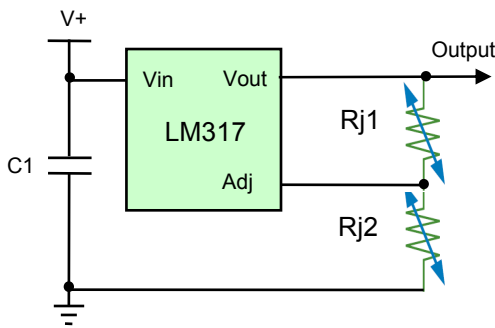 V+
Output
Vin
Vout
Rj1
LM317
C1
Adj
Rj2